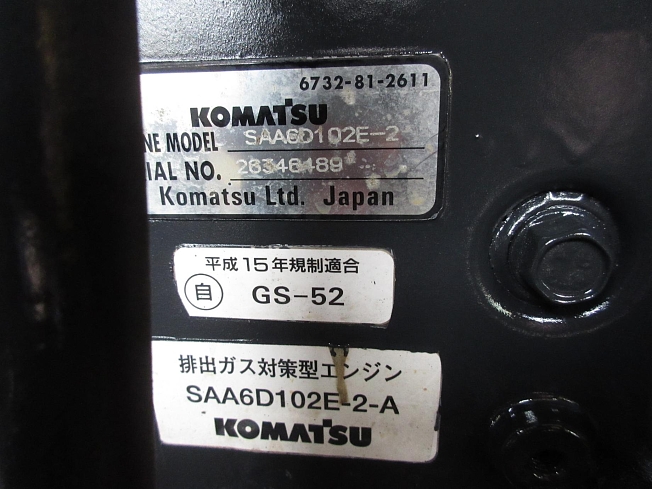 6732-81-2611
KOMATSU
NE MODEL SAA6D102E-2
IAL NO. 26346489
Komatsu Ltd. Japan
平成15年規制適合
自 GS-52
排出ガス対策型エンジン
SAA6D102E-2-A
KOMATSU